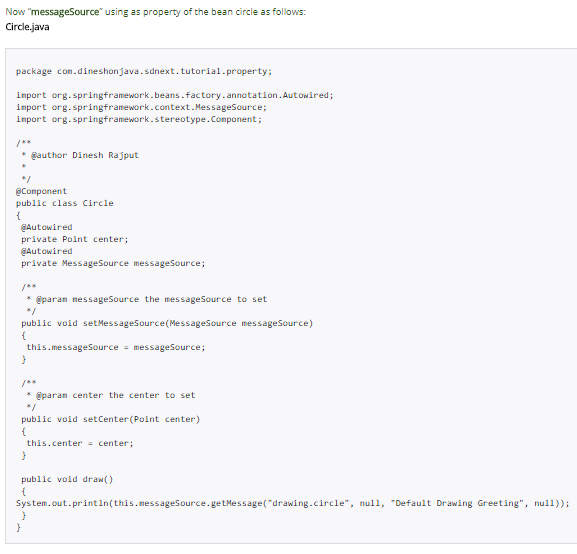 Now "messageSource" using as property of the bean circle as follows:
Circle.java
package com.dineshonjava.sdnext.tutorial.property;
import org.springframework.beans.factory.annotation.Autowired;
import org.springframework.context.MessageSource;
import org.springframework.stereotype.Component;
/**
* @author Dinesh Rajput
*
*/
@Component
public class Circle
{
@Autowired
private Point center;
@Autowired
private MessageSource messageSource;
/**
* @param messageSource the messageSource to set
*/
public void setMessageSource(MessageSource messageSource)
{
this.messageSource = messageSource;
}
/**
* @param center the center to set
*/
public void setCenter(Point center)
{
this.center = center;
}
public void draw()
{
System.out.println(this.messageSource.getMessage("drawing.circle", null, "Default Drawing Greeting", null));
}
}